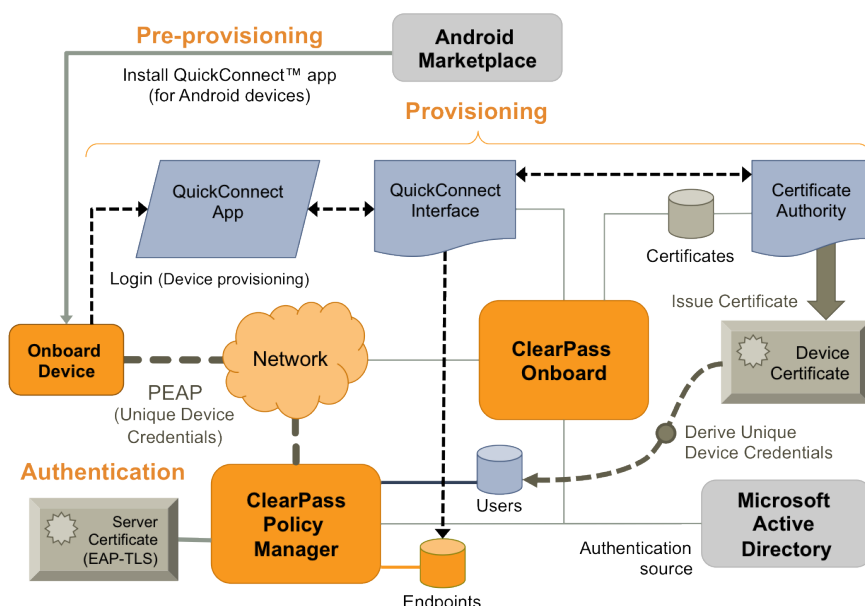 Pre-provisioning
Android
Marketplace
Install QuickConnect™ app
(for Android devices)
Provisioning
QuickConnect
App
QuickConnect
Interface
Certificate
Authority
Certificates
Login (Device provisioning)
Issue Certificate
Onboard
Device
Network
ClearPass
Onboard
Device
Certificate
PEAP
(Unique Device
Credentials)
Derive Unique
Device Credentials
Authentication
ClearPass
Policy
Manager
Users
Server
Certificate
(EAP-TLS)
Microsoft
Active
Directory
Authentication
source
Endpoints